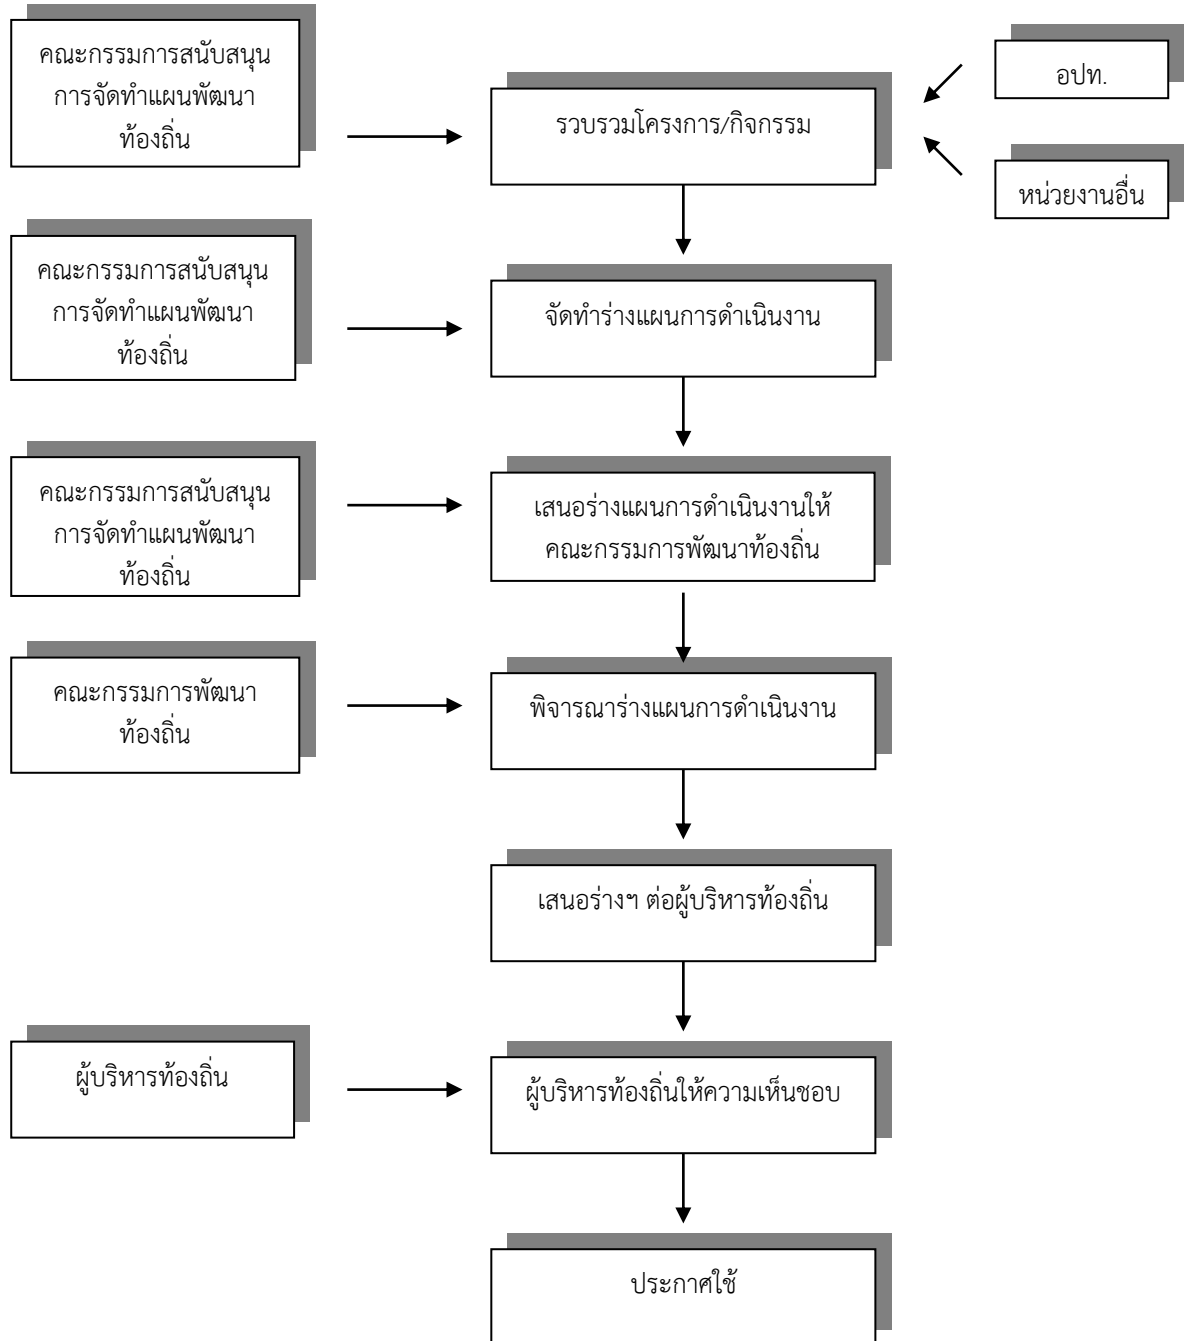 คณะกรรมการสนับสนุน
การจัดทำแผนพัฒนา
ท้องถิ่น
รวบรวมโครงการ/กิจกรรม
อปท.
หน่วยงานอื่น
คณะกรรมการสนับสนุน
การจัดทำแผนพัฒนา
ท้องถิ่น
จัดทำร่างแผนการดำเนินงาน
คณะกรรมการสนับสนุน
การจัดทำแผนพัฒนา
ท้องถิ่น
เสนอร่างแผนการดำเนินงานให้
คณะกรรมการพัฒนาท้องถิ่น
คณะกรรมการพัฒนา
ท้องถิ่น
พิจารณาร่างแผนการดำเนินงาน
เสนอร่างฯ ต่อผู้บริหารท้องถิ่น
ผู้บริหารท้องถิ่น
ผู้บริหารท้องถิ่นให้ความเห็นชอบ
ประกาศใช้